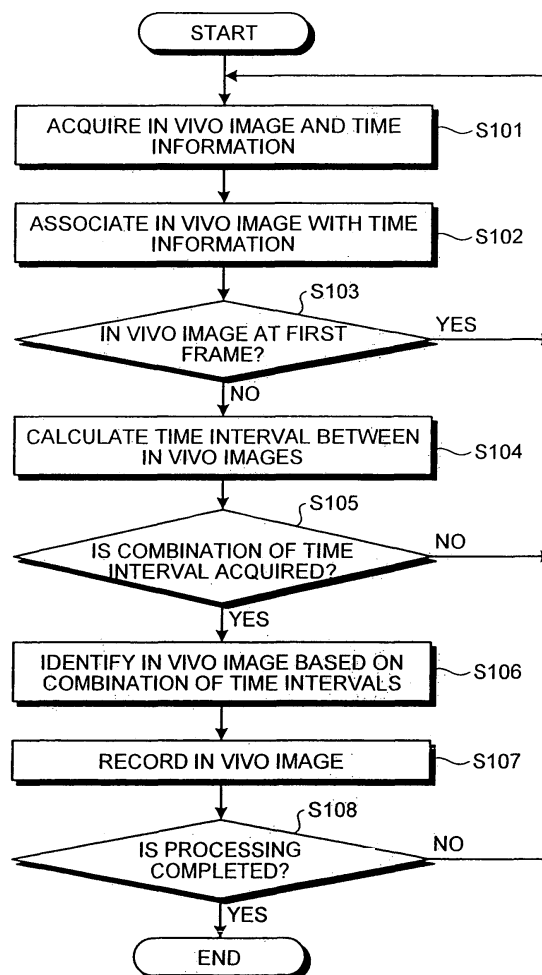 START
ACQUIRE IN VIVO IMAGE AND TIME
INFORMATION
S101
ASSOCIATE IN VIVO IMAGE WITH TIME
INFORMATION
S102
S103
IN VIVO IMAGE AT FIRST
FRAME?
YES
NO
CALCULATE TIME INTERVAL BETWEEN
IN VIVO IMAGES
S104
S105
IS COMBINATION OF TIME
INTERVAL ACQUIRED?
NO
YES
IDENTIFY IN VIVO IMAGE BASED ON
COMBINATION OF TIME INTERVALS
S106
RECORD IN VIVO IMAGE
S107
S108
IS PROCESSING
COMPLETED?
NO
YES
END